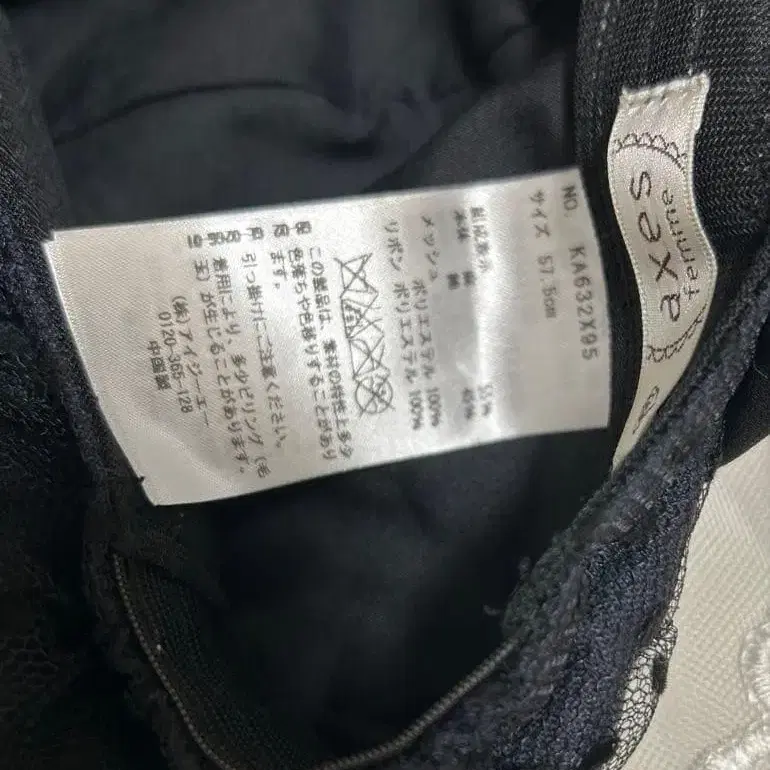 axes
femme
NO. KA632X95
サイズ 57.5cm
組成表示
本体 綿 55%
綿 45%
メッシュ ポリエステル 100%
リボン ポリエステル 100%
この製品は、素材の特性上多少
色落ちや色移りすることがあり
ます。
引っ掛けにご注意ください。
着用により、多少ピリング(毛
玉)が生じることがあります。
(株)アイジーエー
0120-365-128
中国製